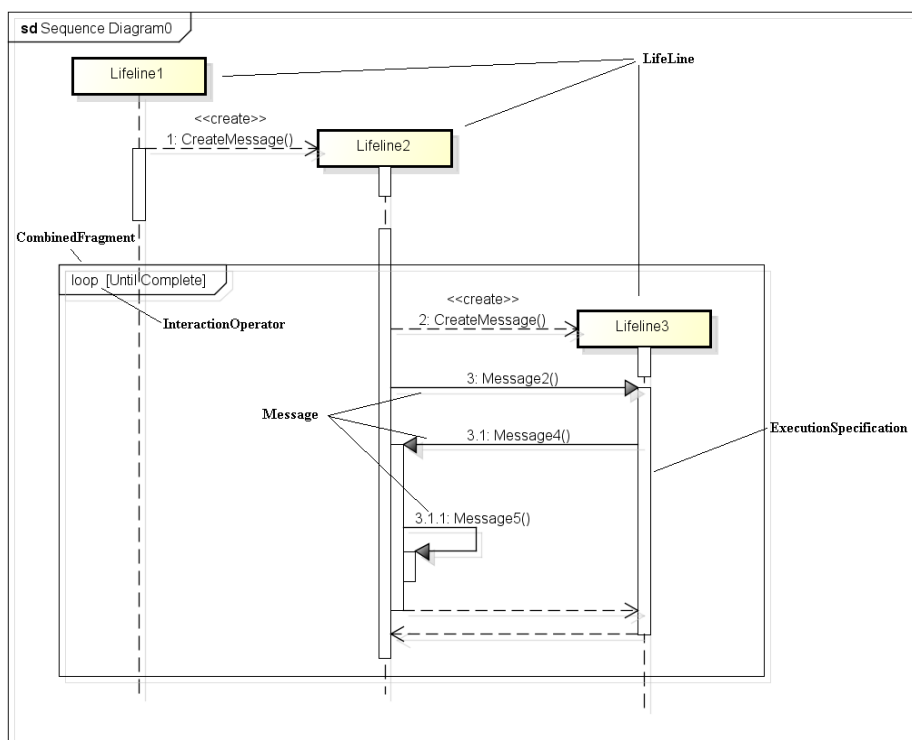 sd Sequence Diagram0
LifeLine
Lifeline1
<<create>>
1: CreateMessage()
Lifeline2
CombinedFragment
loop [Until Complete]
<<create>>
InteractionOperator
2: CreateMessage()
Lifeline3
3: Message2()
Message
ExecutionSpecification
3.1: Message4()
3.1.1: Message5()